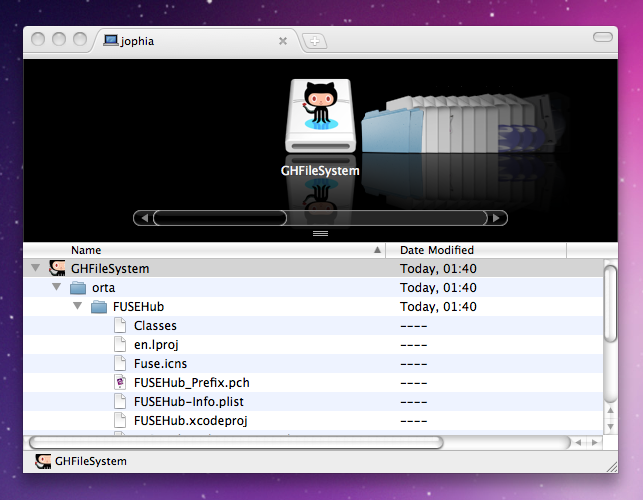 jophia
GHFileSystem
Name Date Modified
GHFileSystem Today, 01:40
orta Today, 01:40
FUSEHub Today, 01:40
Classes ----
en.lproj ----
Fuse.icns ----
FUSEHub_Prefix.pch ----
FUSEHub-Info.plist ----
FUSEHub.xcodeproj ----
GHFileSystem